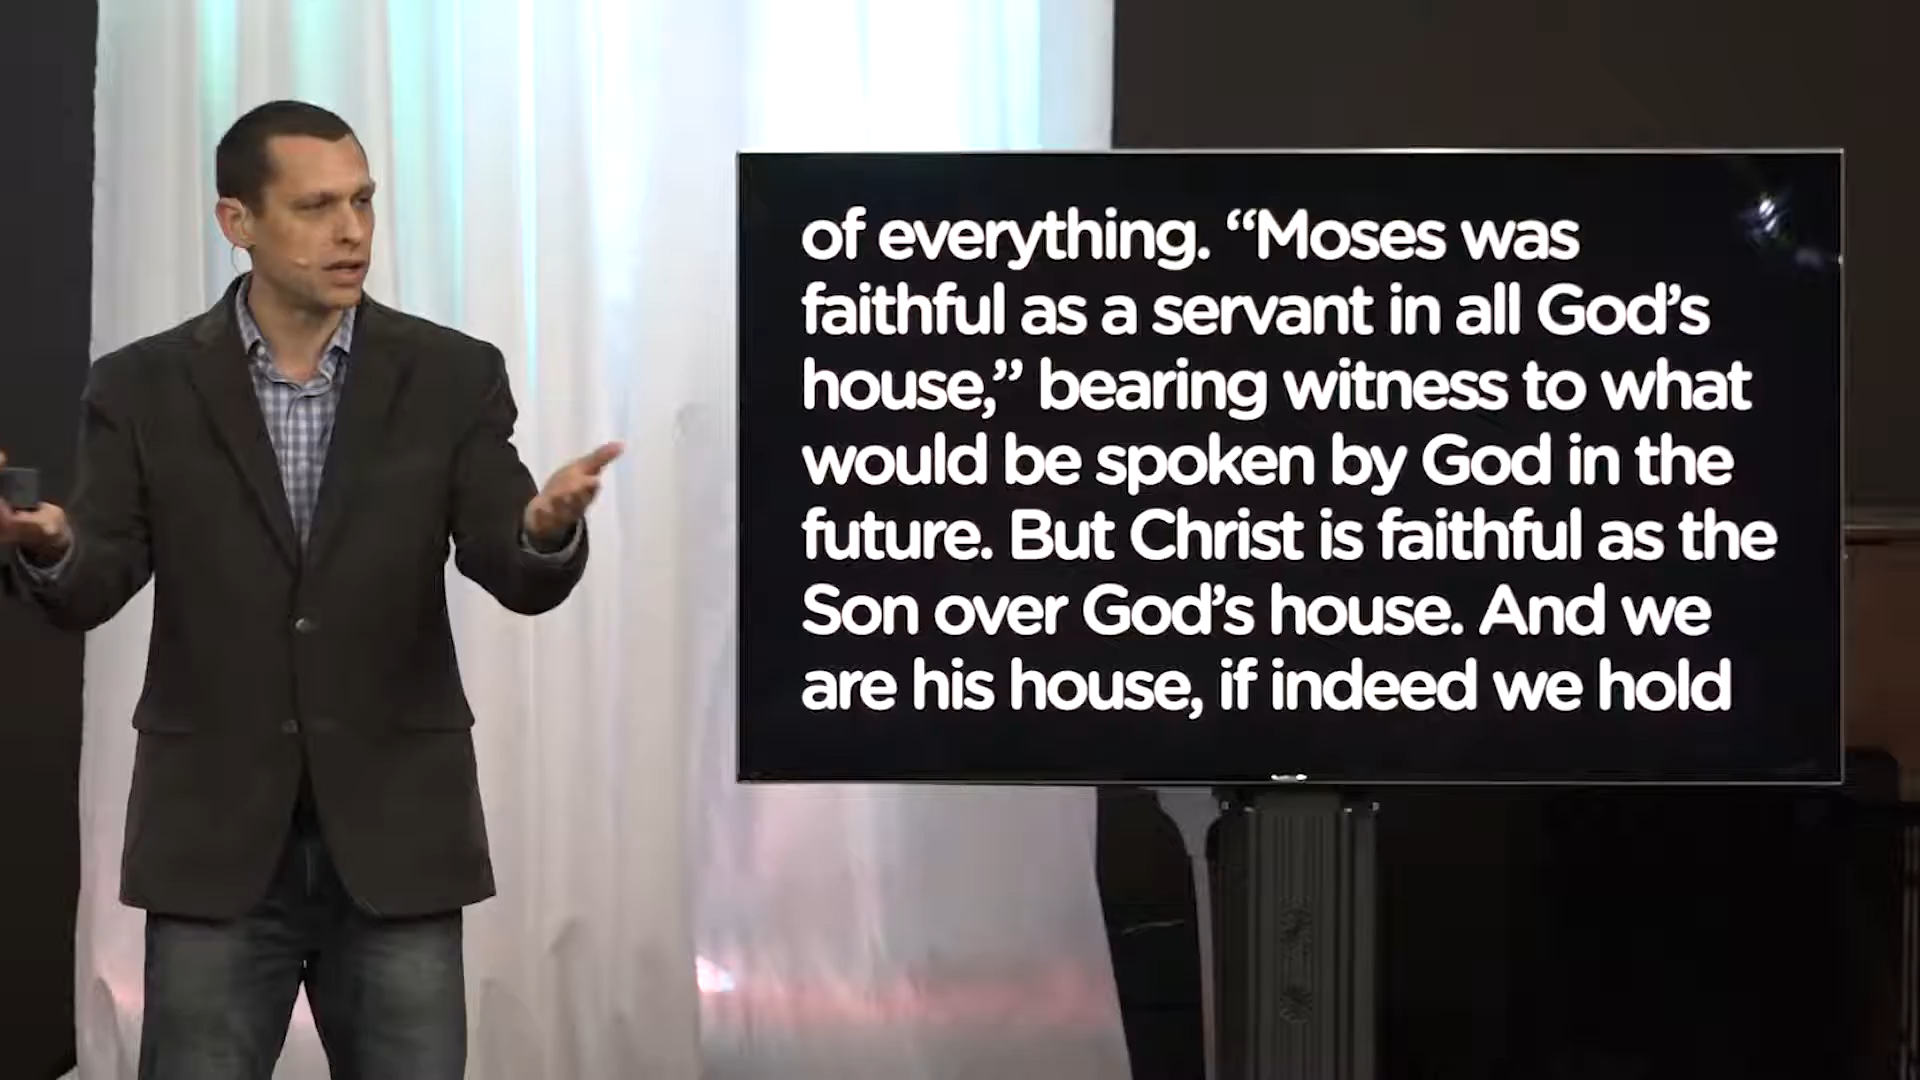 of everything. “Moses was
faithful as a servant in all God’s
house,” bearing witness to what
would be spoken by God in the
future. But Christ is faithful as the
Son over God’s house. And we
are his house, if indeed we hold